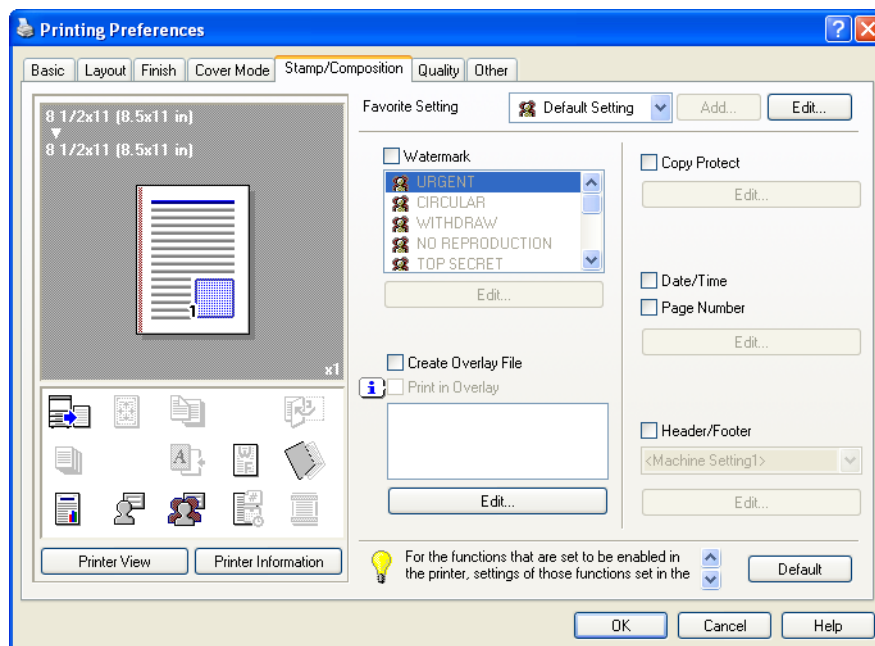 Printing Preferences
Basic Layout Finish Cover Mode Stamp/Composition Quality Other
8 1/2x11 (8.5x11 in)
8 1/2x11 (8.5x11 in)
1
x1
Printer View Printer Information
Favorite Setting Default Setting Add... Edit...
Watermark
URGENT
CIRCULAR
WITHDRAW
NO REPRODUCTION
TOP SECRET
Edit...
Create Overlay File
Print in Overlay
Edit...
Copy Protect
Edit...
Date/Time
Page Number
Edit...
Header/Footer
<Machine Setting1>
Edit...
For the functions that are set to be enabled in
the printer, settings of those functions set in the
Default
OK Cancel Help